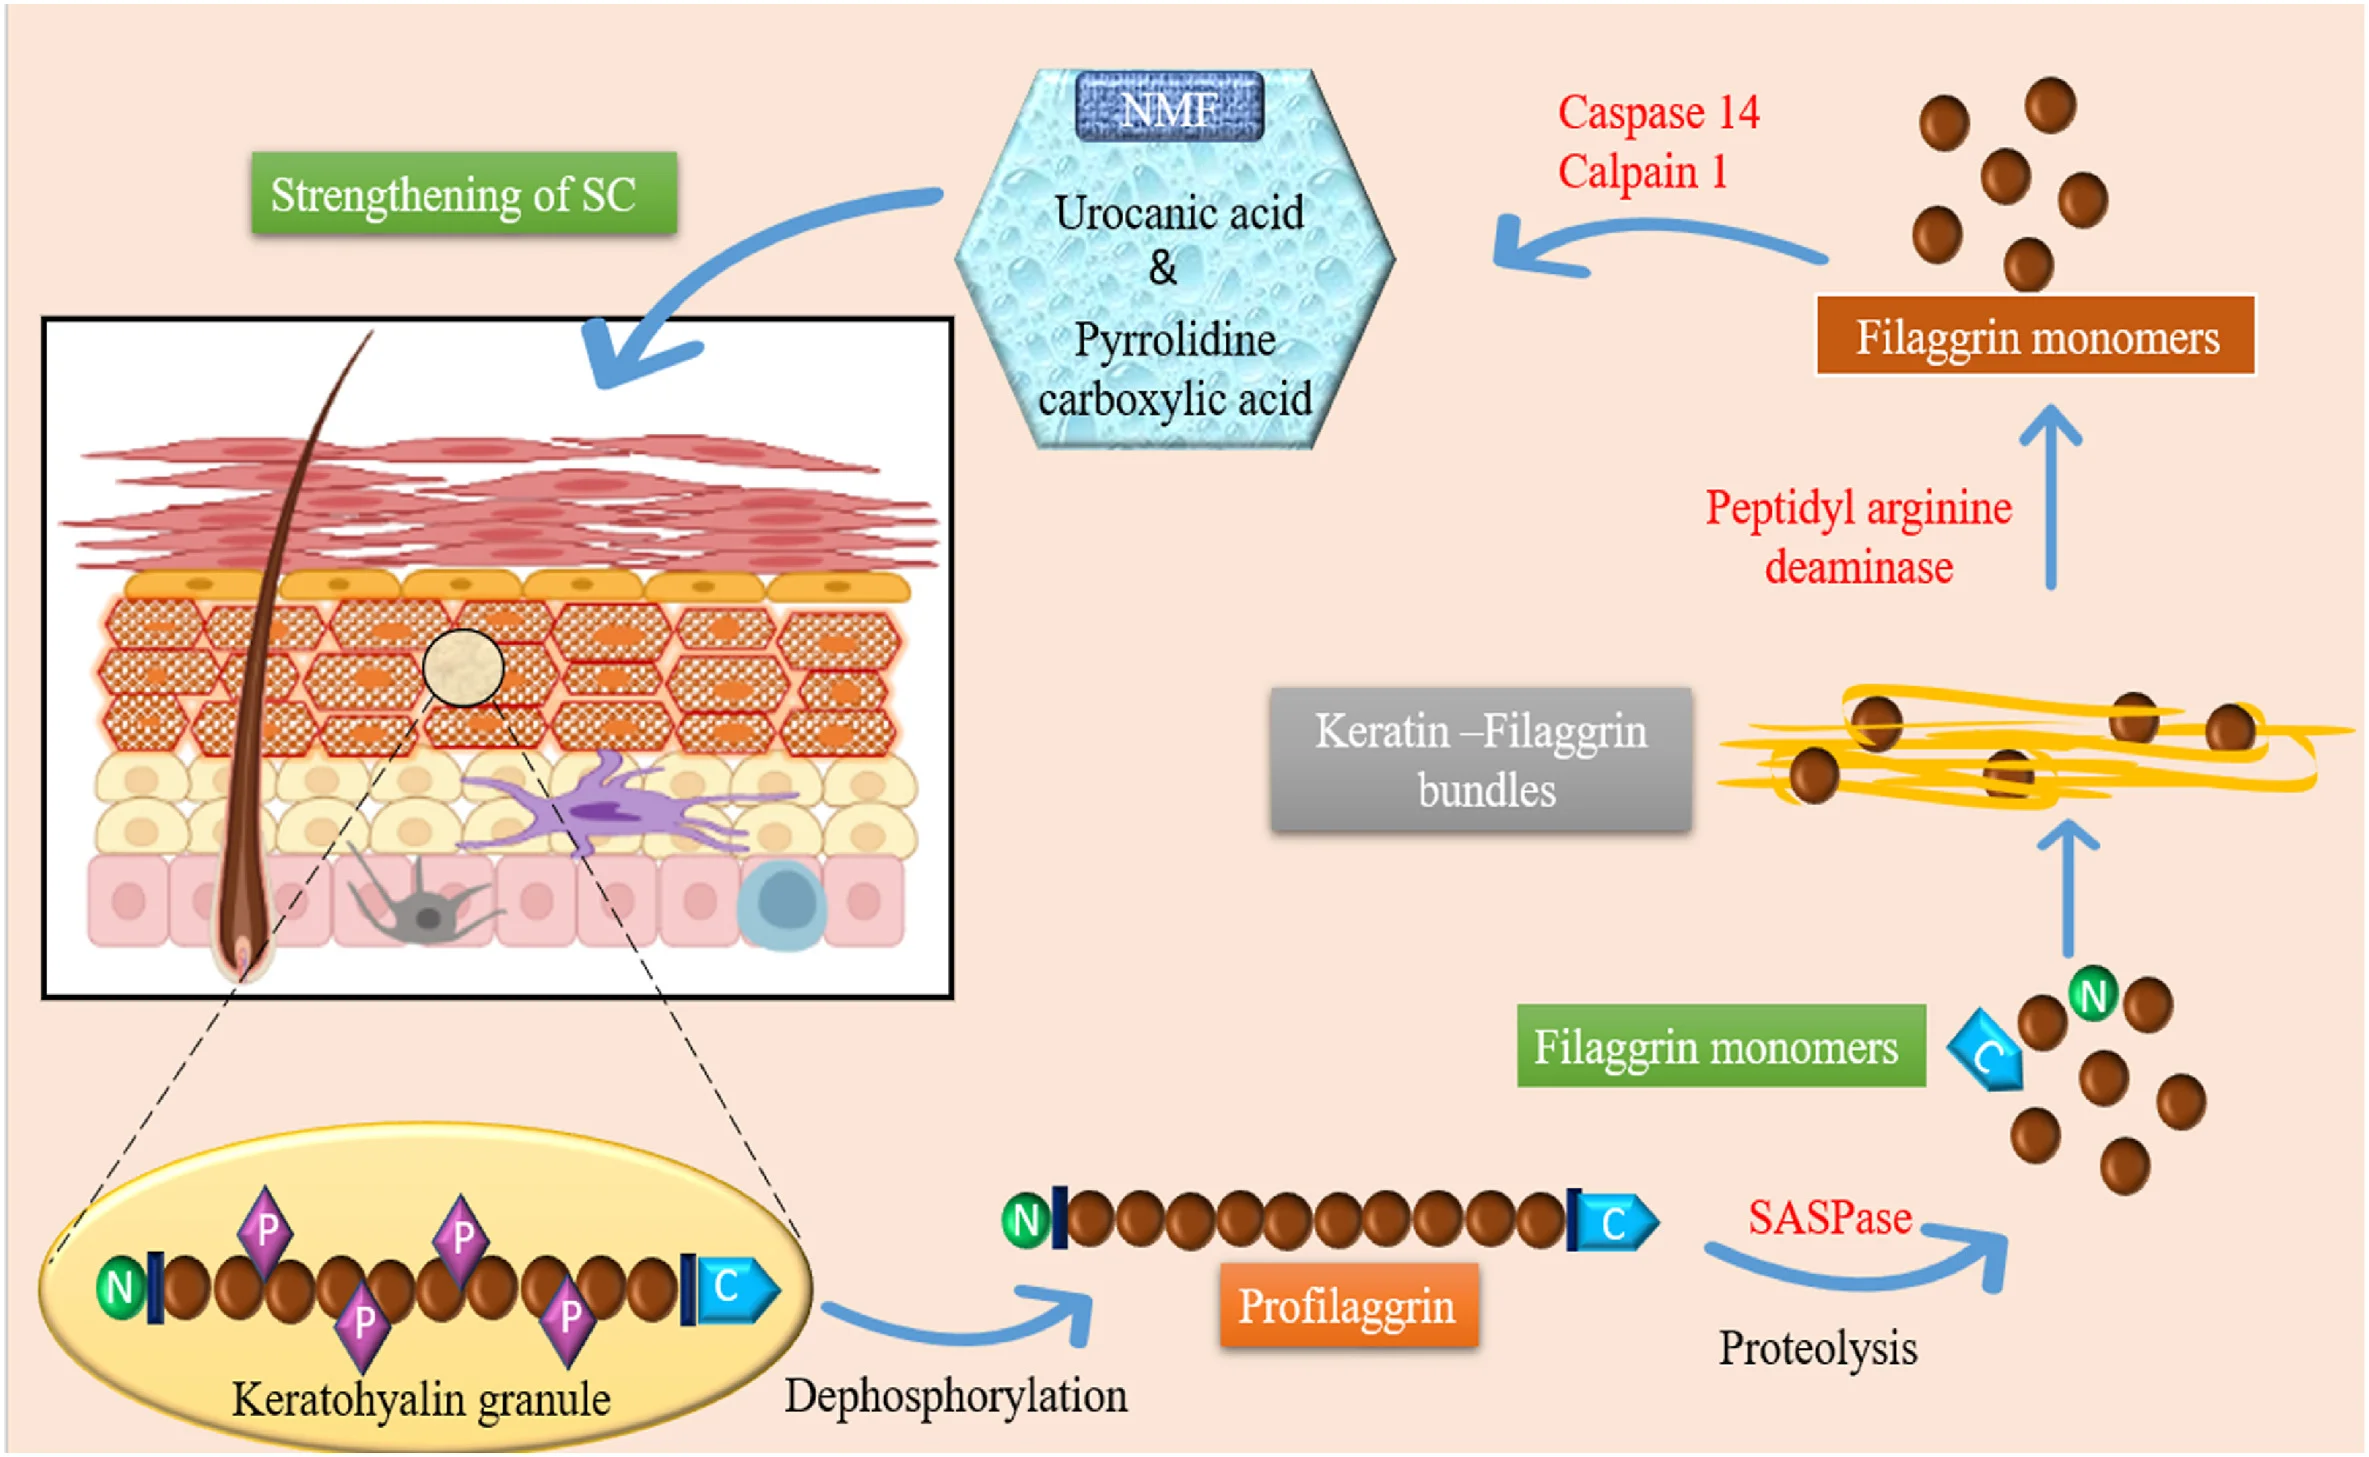 NMF
Urocanic acid
&
Pyrrolidine
carboxylic acid
Caspase 14
Calpain 1
Strengthening of SC
Filaggrin monomers
Peptidyl arginine
deaminase
Keratin –Filaggrin
bundles
N
C
Filaggrin monomers
N
P
P
P
P
C
Keratohyalin granule
Dephosphorylation
N
C
Profilaggrin
SASPase
Proteolysis